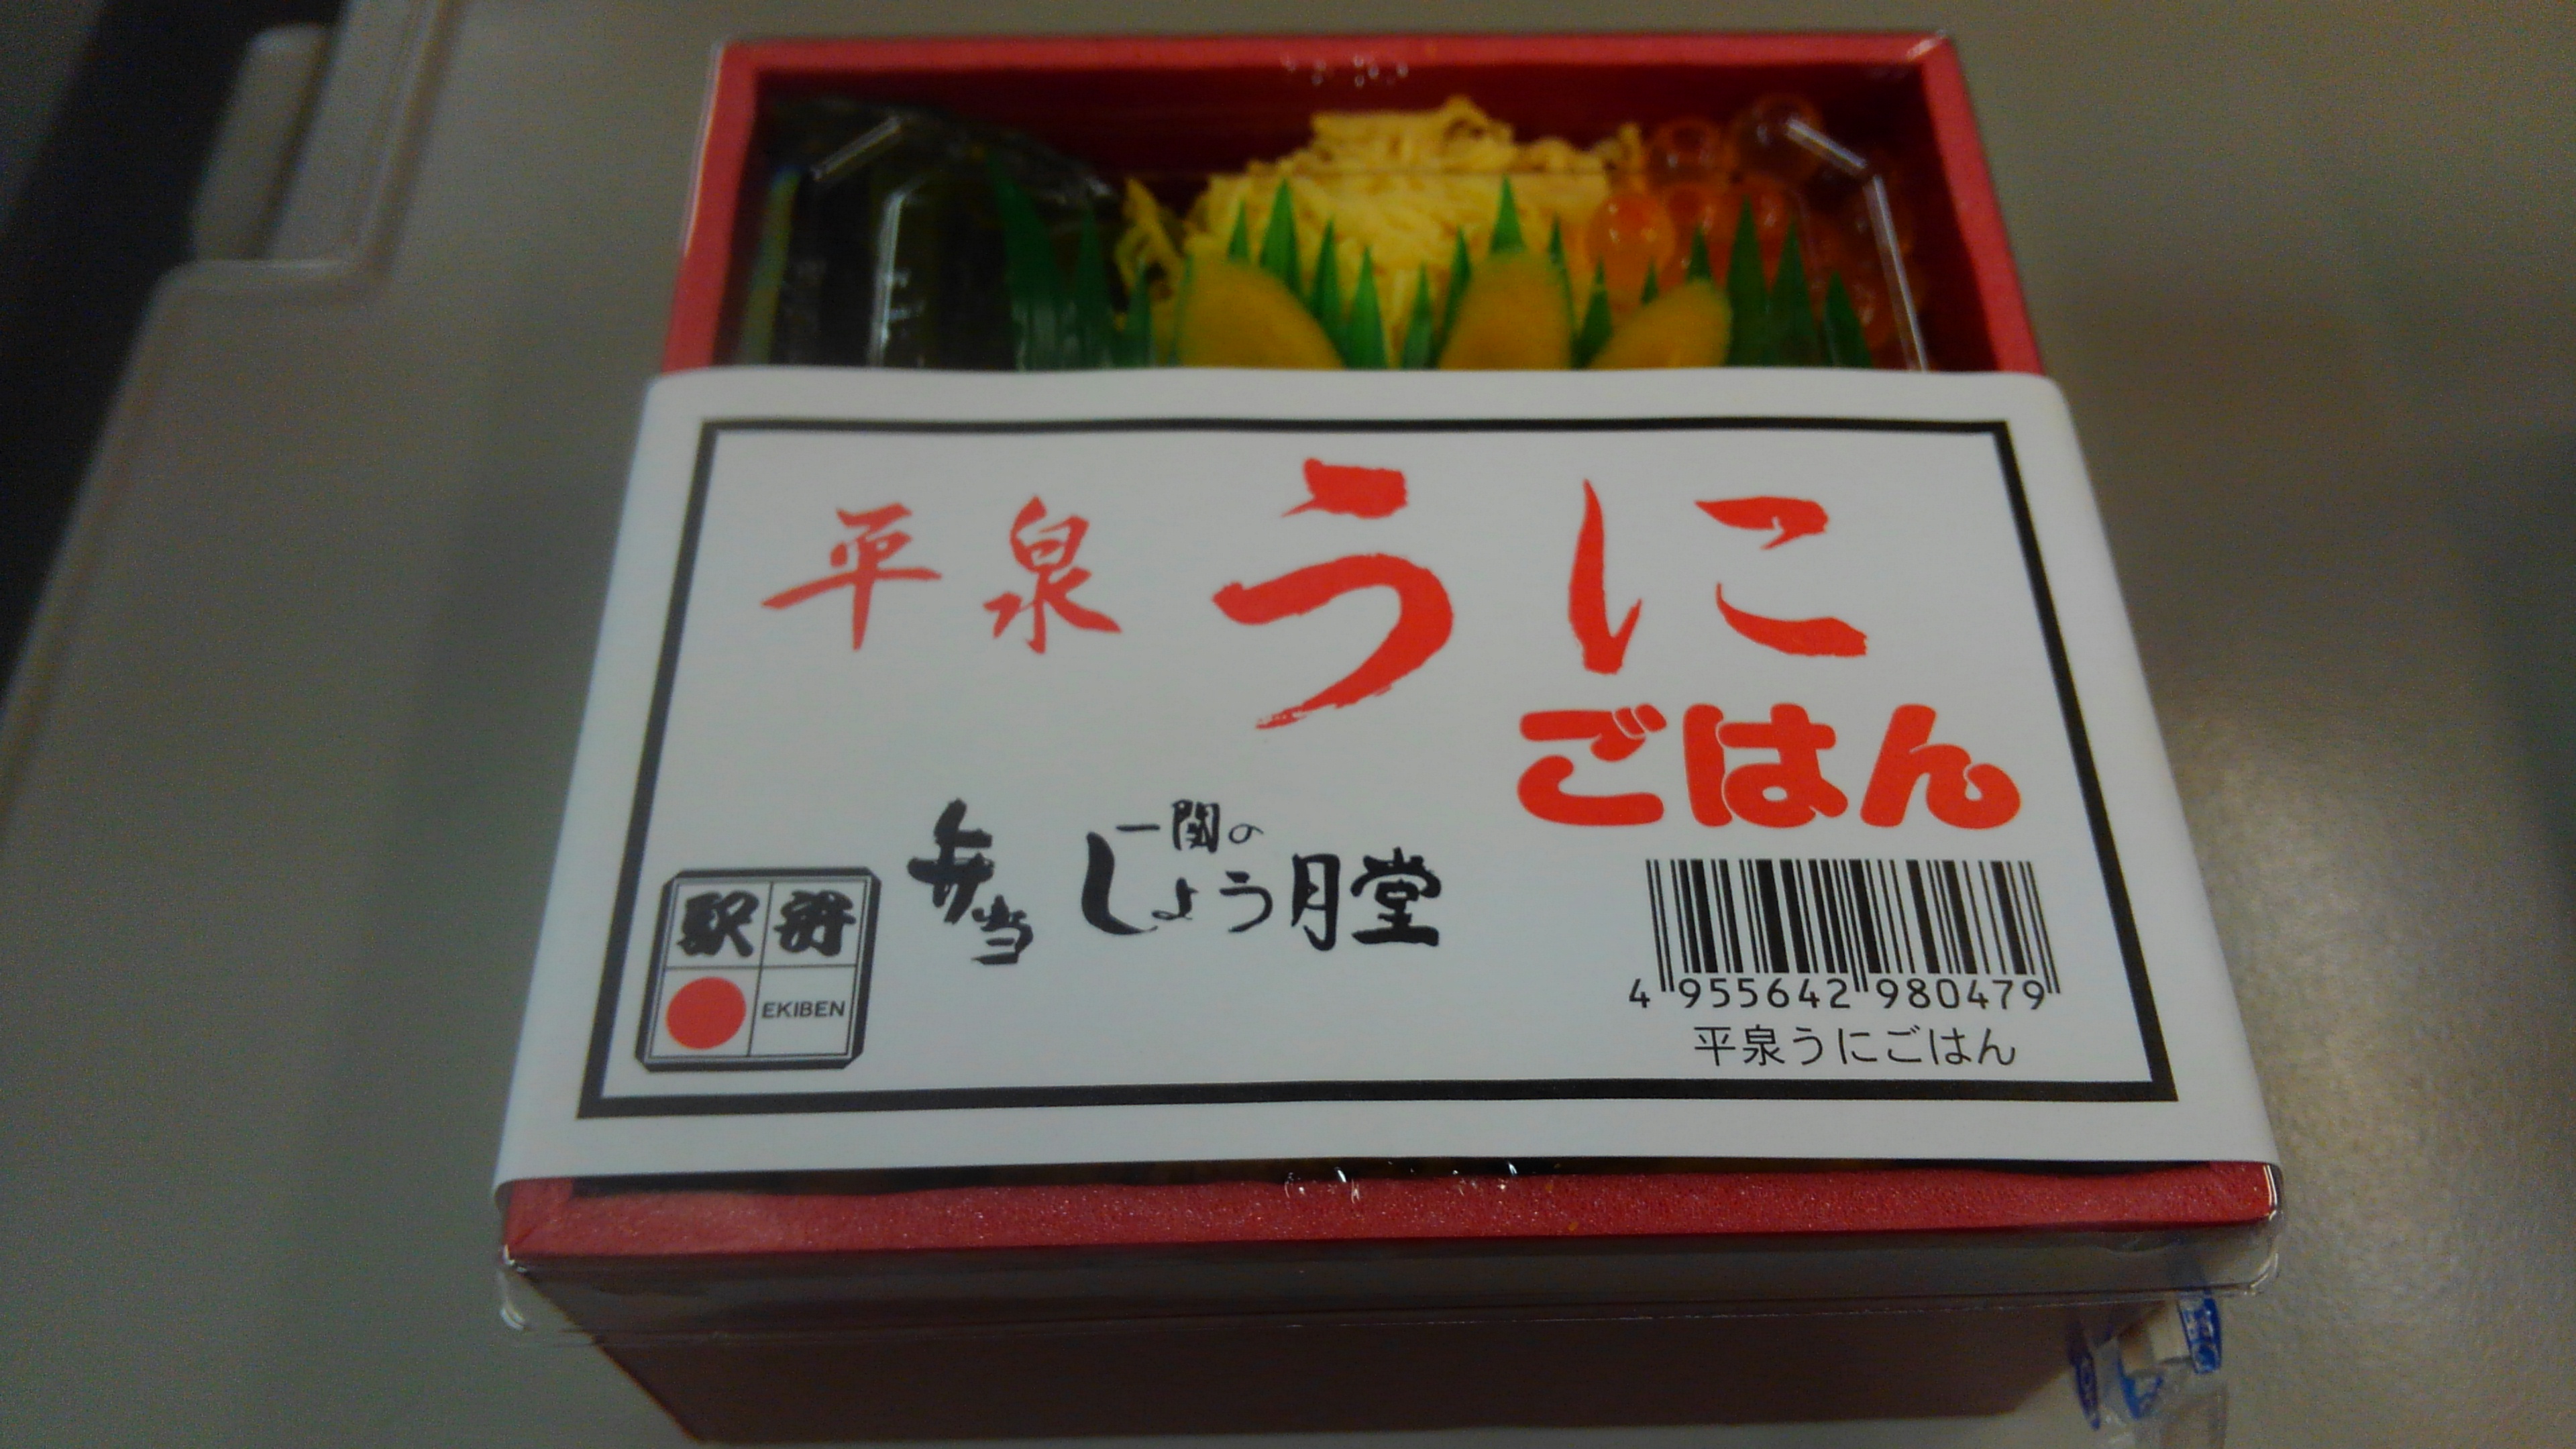 平泉 うに
ごはん
弁当 一関の
しょう月堂
駅弁
EKIBEN
4 955642 980479
平泉うにごはん